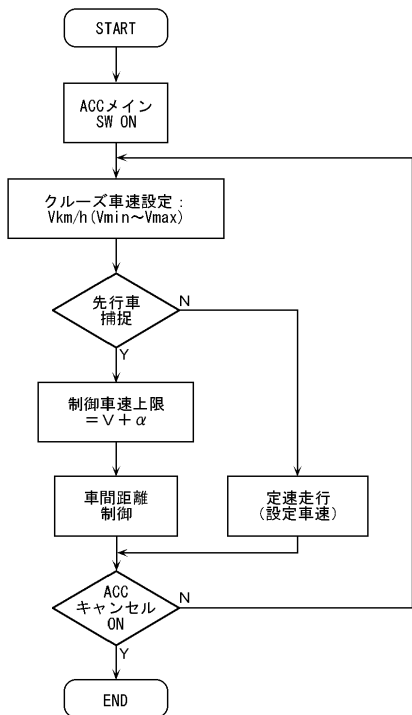 START
ACCメイン
SW ON
クルーズ車速設定：
Vkm/h(Vmin～Vmax)
先行車
捕捉
N
Y
制御車速上限
＝V＋α
車間距離
制御
定速走行
(設定車速)
ACC
キャンセル
ON
N
Y
END